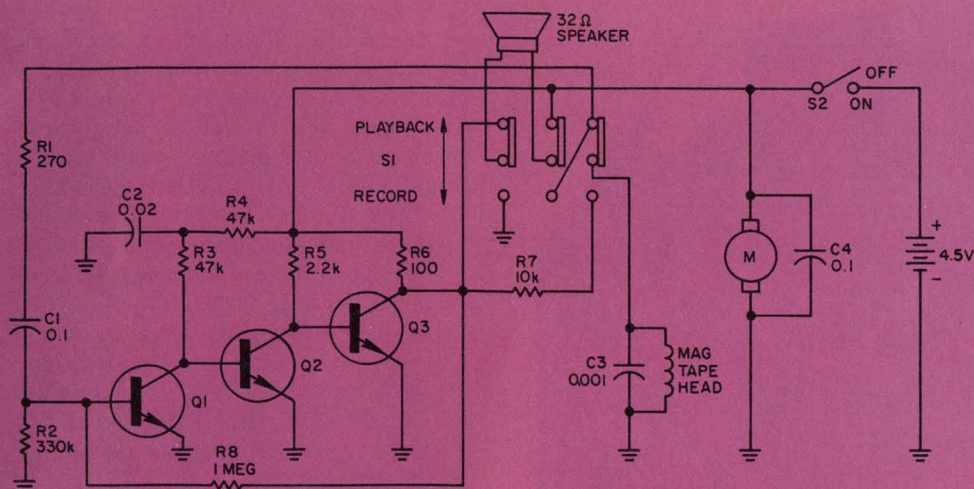 32Ω
SPEAKER
OFF
S2
ON
R1
270
PLAYBACK
S1
RECORD
C2
0.02
R4
47k
R3
47k
R5
2.2k
R6
100
R7
10k
M
C4
0.1
+
4.5V
-
C1
0.1
Q1
Q2
Q3
C3
0.001
MAG
TAPE
HEAD
R2
330k
R8
1 MEG